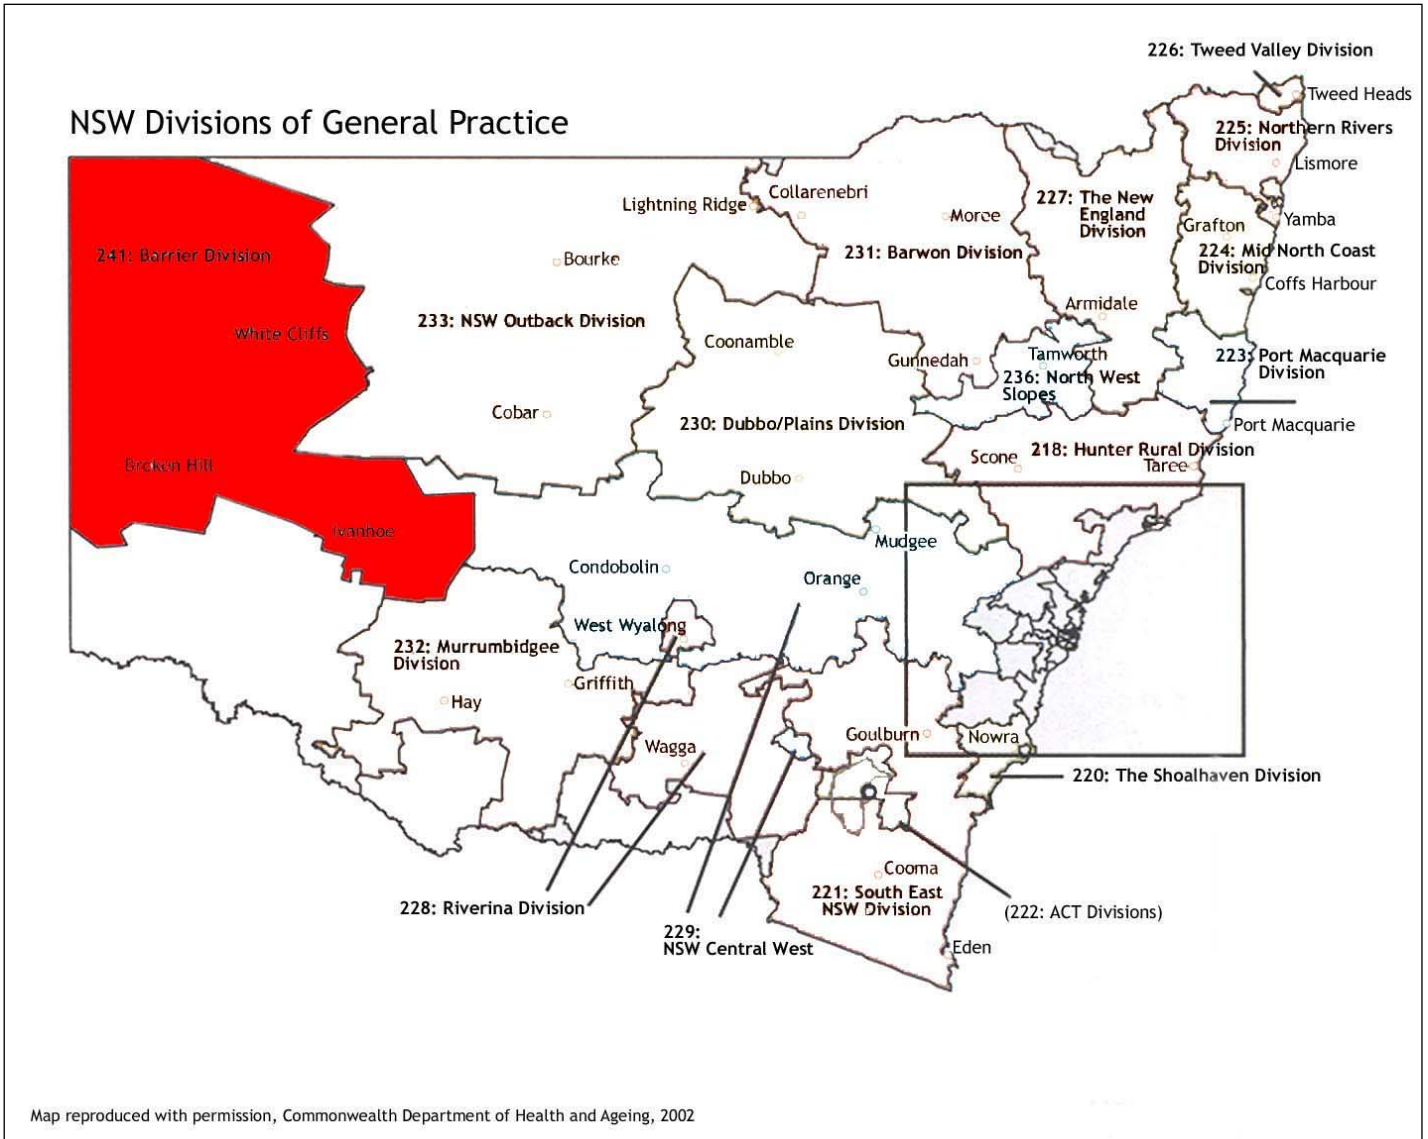 226: Tweed Valley Division
Tweed Heads
NSW Divisions of General Practice
225: Northern Rivers
Division
Lismore
Lightning Ridge
Collarenebri
Moree
227: The New
England
Division
Grafton
Yamba
241: Barrier Division
Bourke
231: Barwon Division
224: Mid North Coast
Division
Coffs Harbour
White Cliffs
233: NSW Outback Division
Armidale
Coonamble
Gunnedah
Tamworth
236: North West
Slopes
223: Port Macquarie
Division
Cobar
230: Dubbo/Plains Division
Port Macquarie
Broken Hill
Dubbo
Scone
218: Hunter Rural Division
Taree
Ivanhoe
Mudgee
Condobolin
Orange
West Wyalong
232: Murrumbidgee
Division
Griffith
Hay
Wagga
Goulburn
Nowra
220: The Shoalhaven Division
Cooma
221: South East
NSW Division
228: Riverina Division
(222: ACT Divisions)
229:
NSW Central West
Eden
Map reproduced with permission, Commonwealth Department of Health and Ageing, 2002